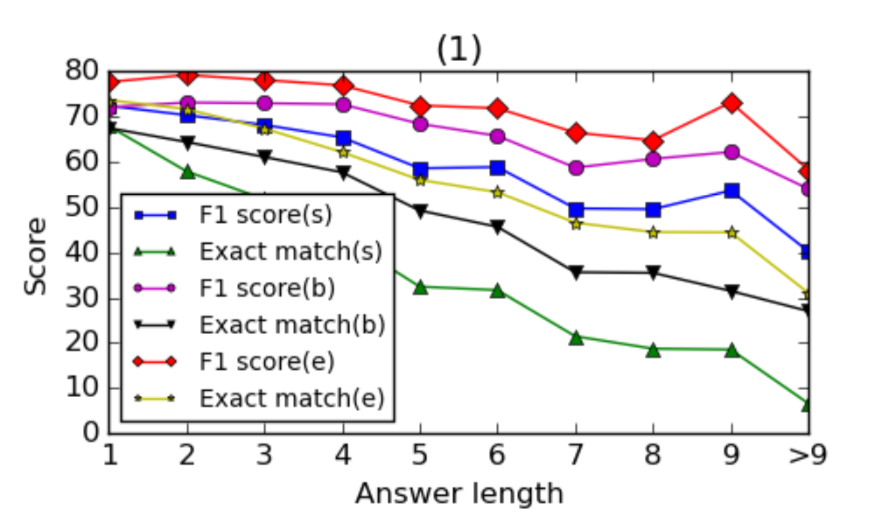 (1)
80
70
60
50
40
30
20
10
0
Score
F1 score(s)
Exact match(s)
F1 score(b)
Exact match(b)
F1 score(e)
Exact match(e)
1 2 3 4 5 6 7 8 9 >9
Answer length